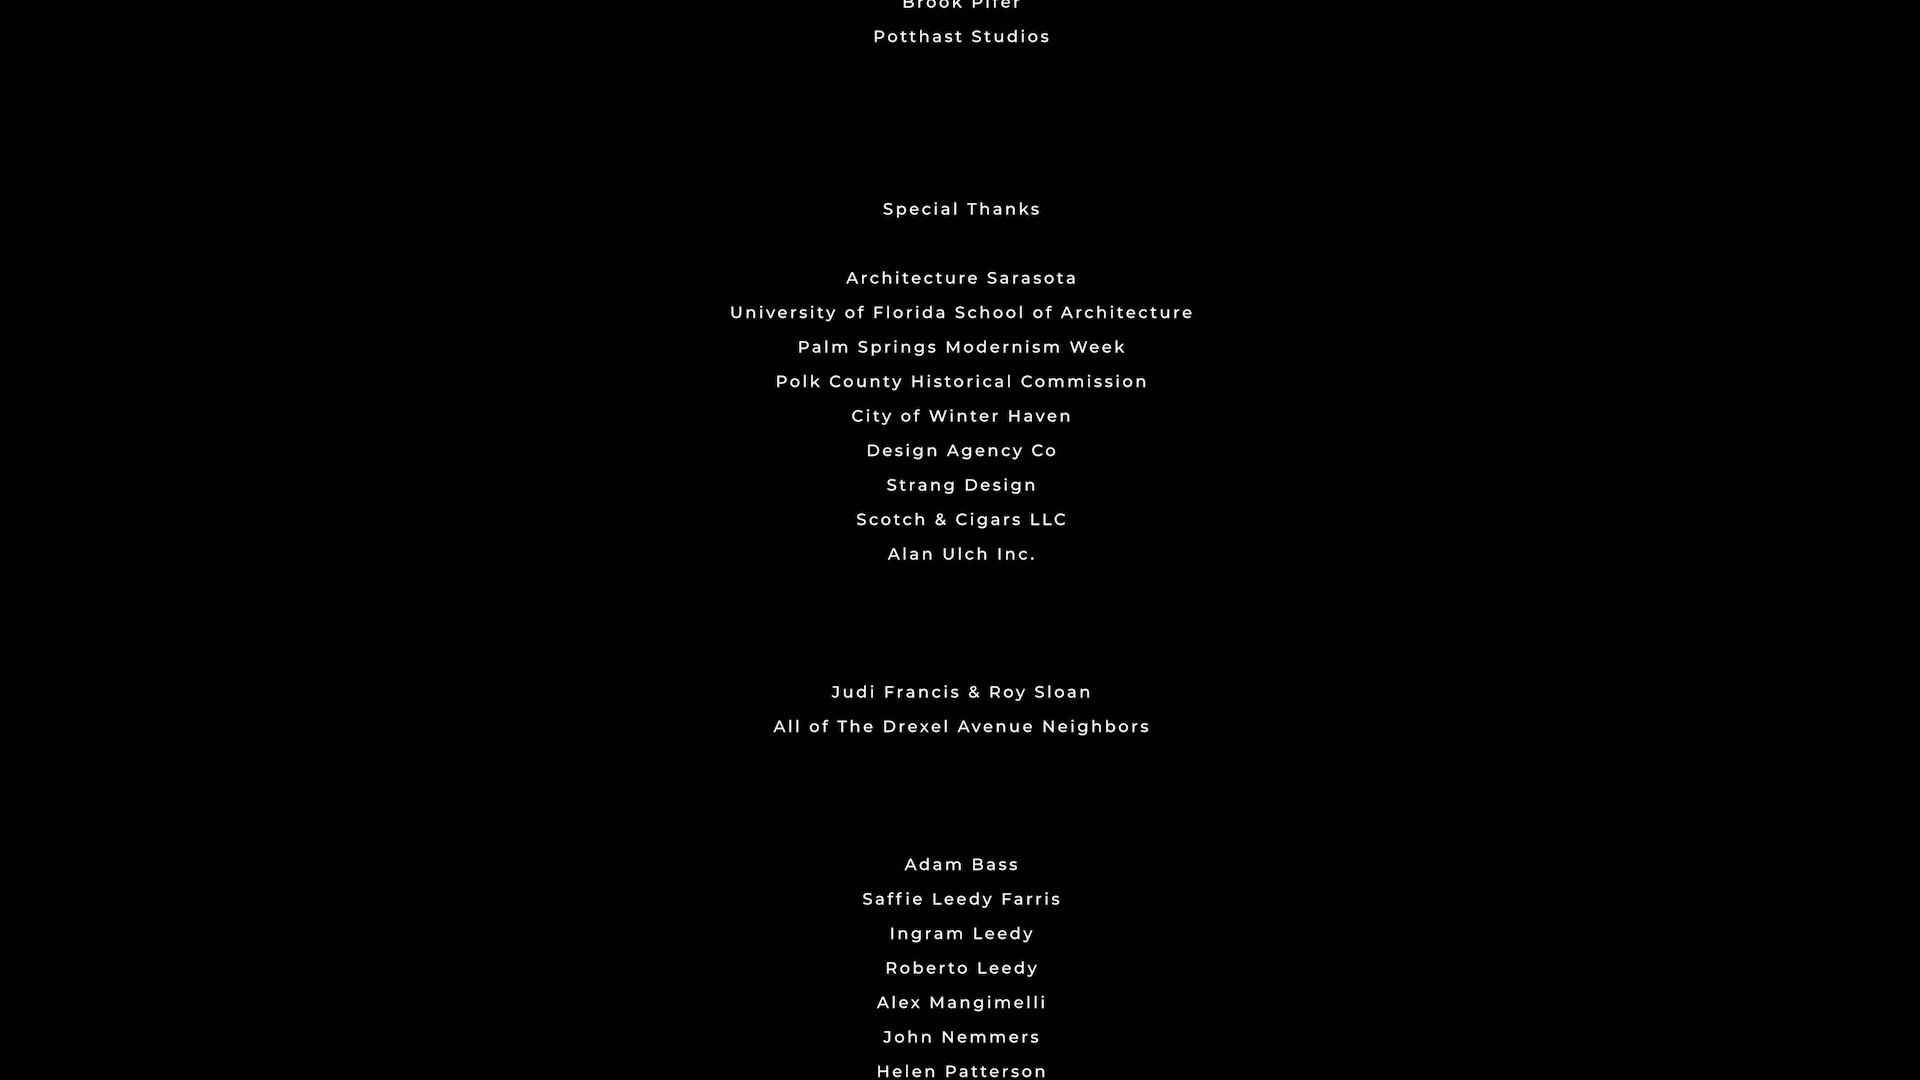 Brook Pifer
Potthast Studios
Special Thanks
Architecture Sarasota
University of Florida School of Architecture
Palm Springs Modernism Week
Polk County Historical Commission
City of Winter Haven
Design Agency Co
Strang Design
Scotch & Cigars LLC
Alan Ulch Inc.
Judi Francis & Roy Sloan
All of The Drexel Avenue Neighbors
Adam Bass
Saffie Leedy Farris
Ingram Leedy
Roberto Leedy
Alex Mangimelli
John Nemmers
Helen Patterson